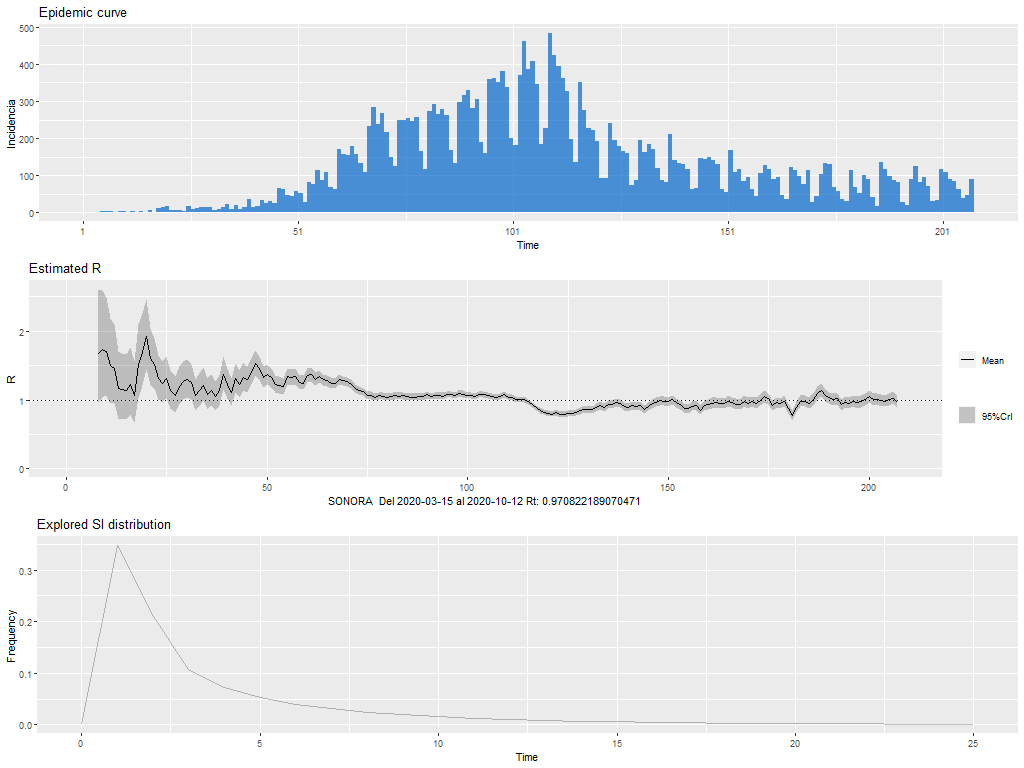 Epidemic curve
500
400
300
200
100
0
Incidencia
1 51 101 151 201
Time
Estimated R
2
1
0
R
Mean
95%CrI
0 50 100 150 200
SONORA Del 2020-03-15 al 2020-10-12 Rt: 0.970822189070471
Explored SI distribution
0.3
0.2
0.1
0.0
Frequency
0 5 10 15 20 25
Time